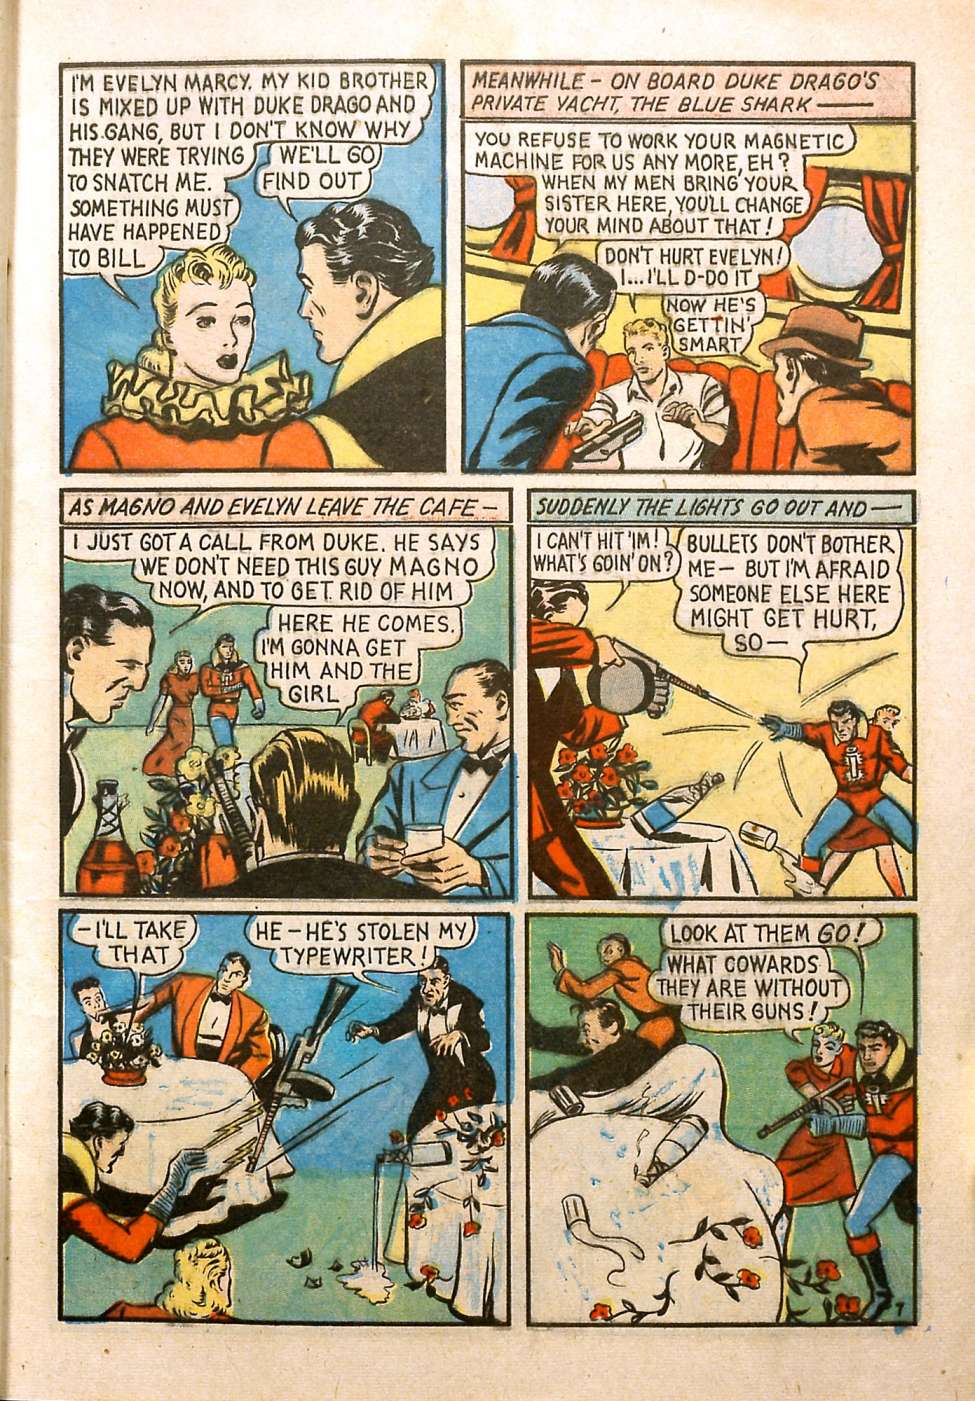 I'M EVELYN MARCY. MY KID BROTHER
IS MIXED UP WITH DUKE DRAGO AND
HIS GANG, BUT I DON'T KNOW WHY
THEY WERE TRYING
TO SNATCH ME.
SOMETHING MUST
HAVE HAPPENED
TO BILL
WE'LL GO
FIND OUT
MEANWHILE - ON BOARD DUKE DRAGO'S
PRIVATE YACHT, THE BLUE SHARK —
YOU REFUSE TO WORK YOUR MAGNETIC
MACHINE FOR US ANY MORE, EH?
WHEN MY MEN BRING YOUR
SISTER HERE, YOU'LL CHANGE
YOUR MIND ABOUT THAT!
DON'T HURT EVELYN!
I...I'LL D-DO IT
NOW HE'S
GETTIN'
SMART
AS MAGNO AND EVELYN LEAVE THE CAFE -
I JUST GOT A CALL FROM DUKE. HE SAYS
WE DON'T NEED THIS GUY MAGNO
NOW, AND TO GET RID OF HIM
HERE HE COMES.
I'M GONNA GET
HIM AND THE
GIRL
SUDDENLY THE LIGHTS GO OUT AND —
I CAN'T HIT 'IM!
WHAT'S GOIN' ON?
BULLETS DON'T BOTHER
ME - BUT I'M AFRAID
SOMEONE ELSE HERE
MIGHT GET HURT,
SO —
- I'LL TAKE
THAT
HE - HE'S STOLEN MY
TYPEWRITER!
LOOK AT THEM GO!
WHAT COWARDS
THEY ARE WITHOUT
THEIR GUNS!
7